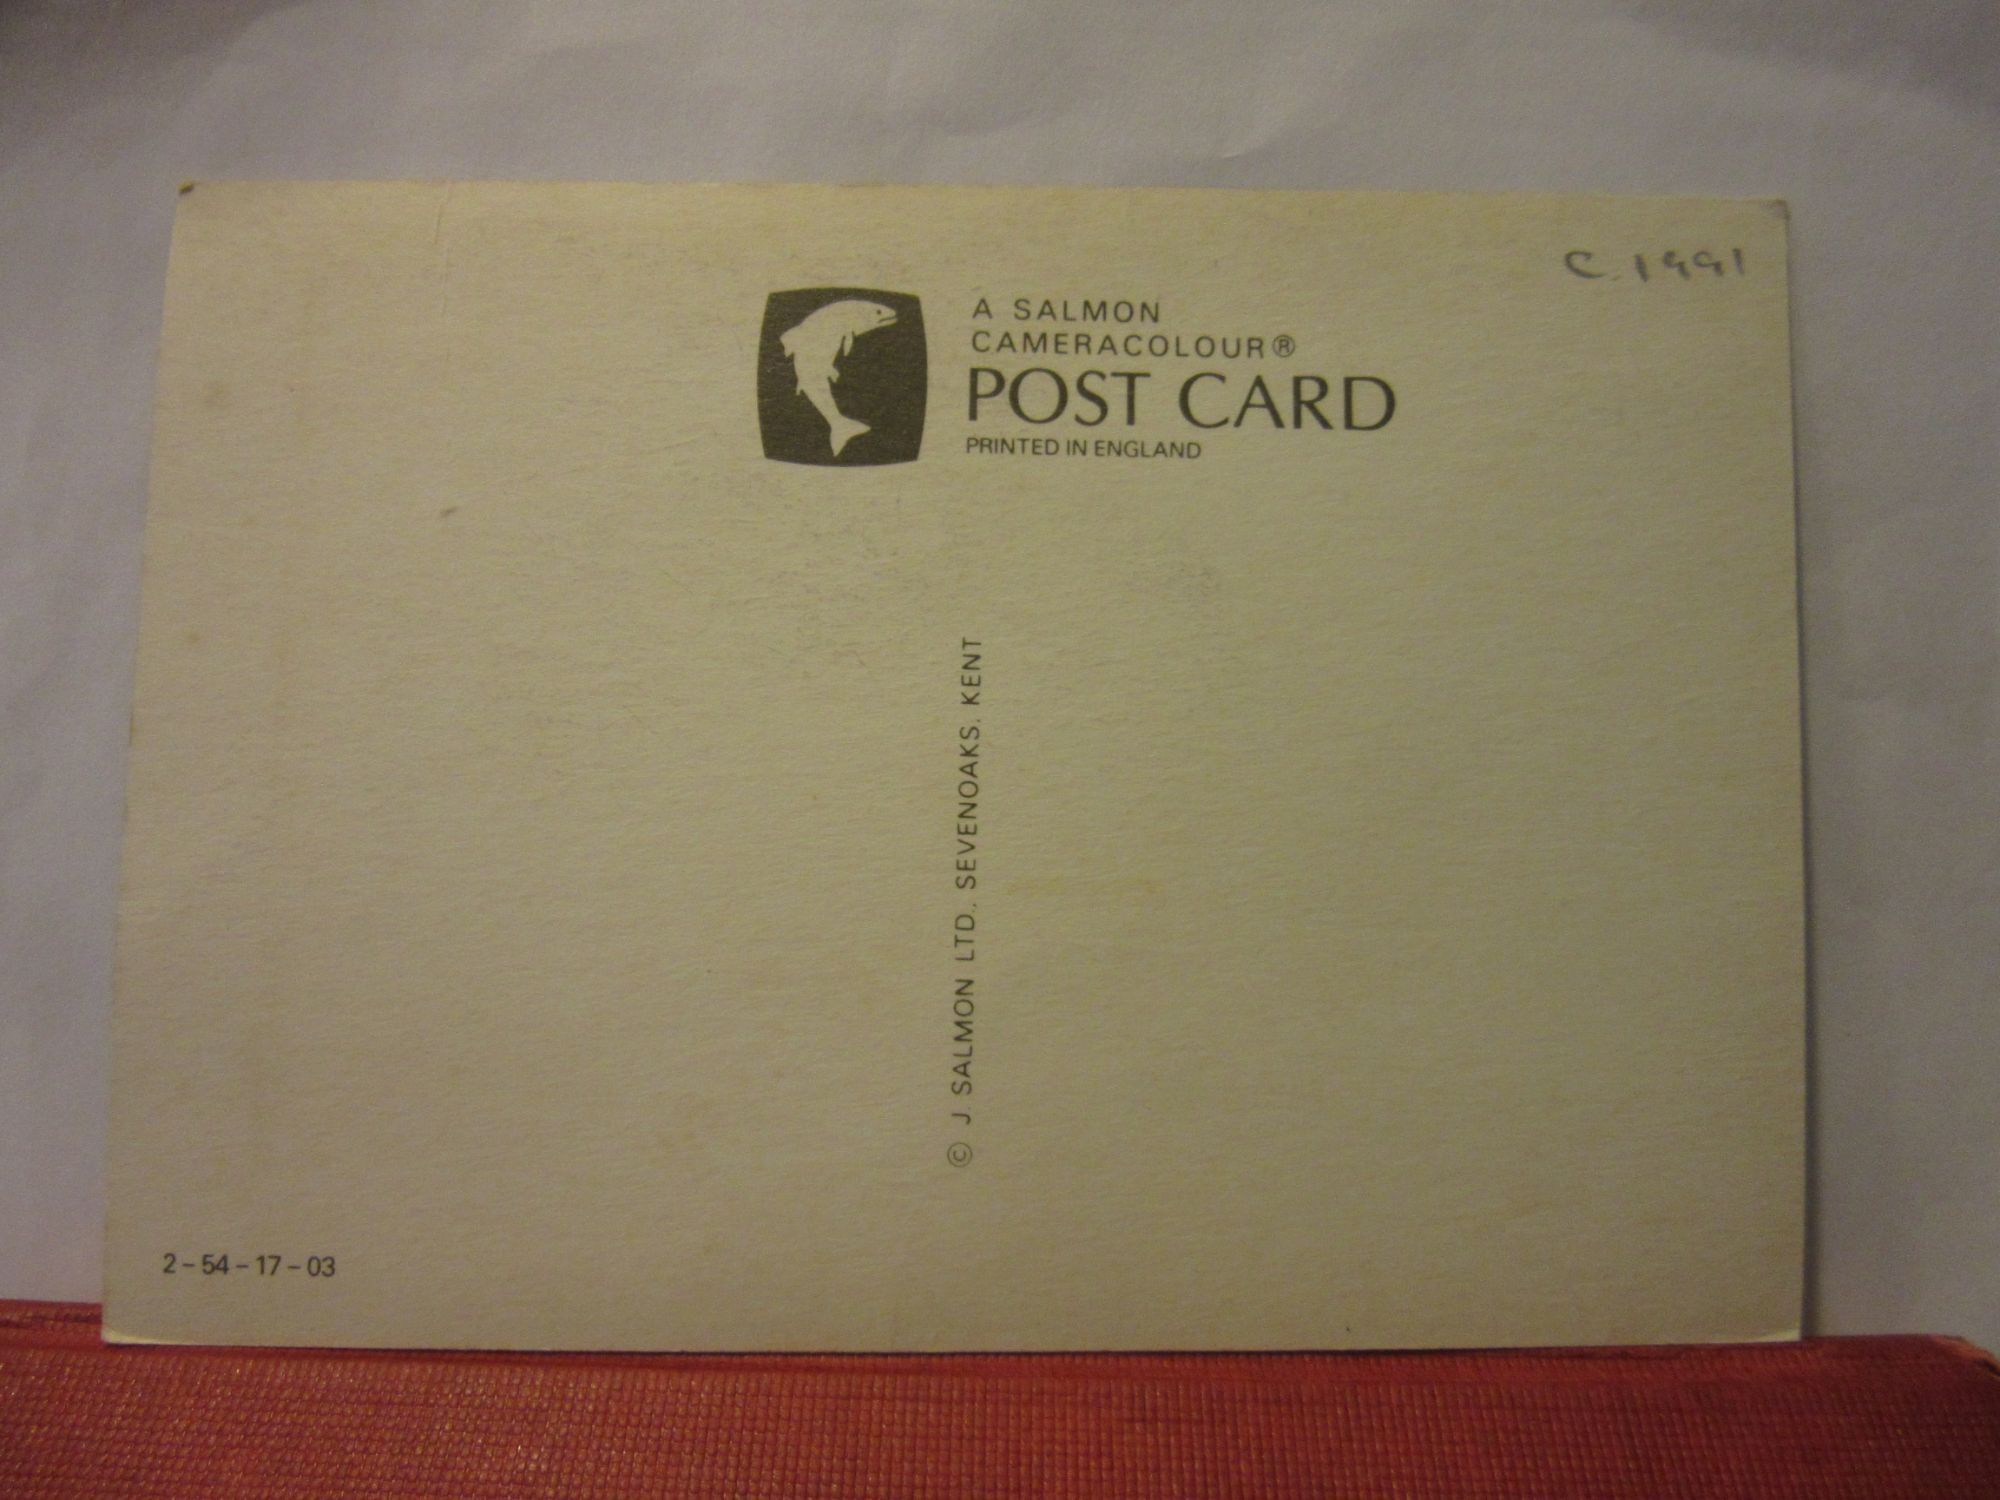 C. 1991
A SALMON
CAMERACOLOUR®
POST CARD
PRINTED IN ENGLAND
© J. SALMON LTD., SEVENOAKS, KENT
2-54-17-03